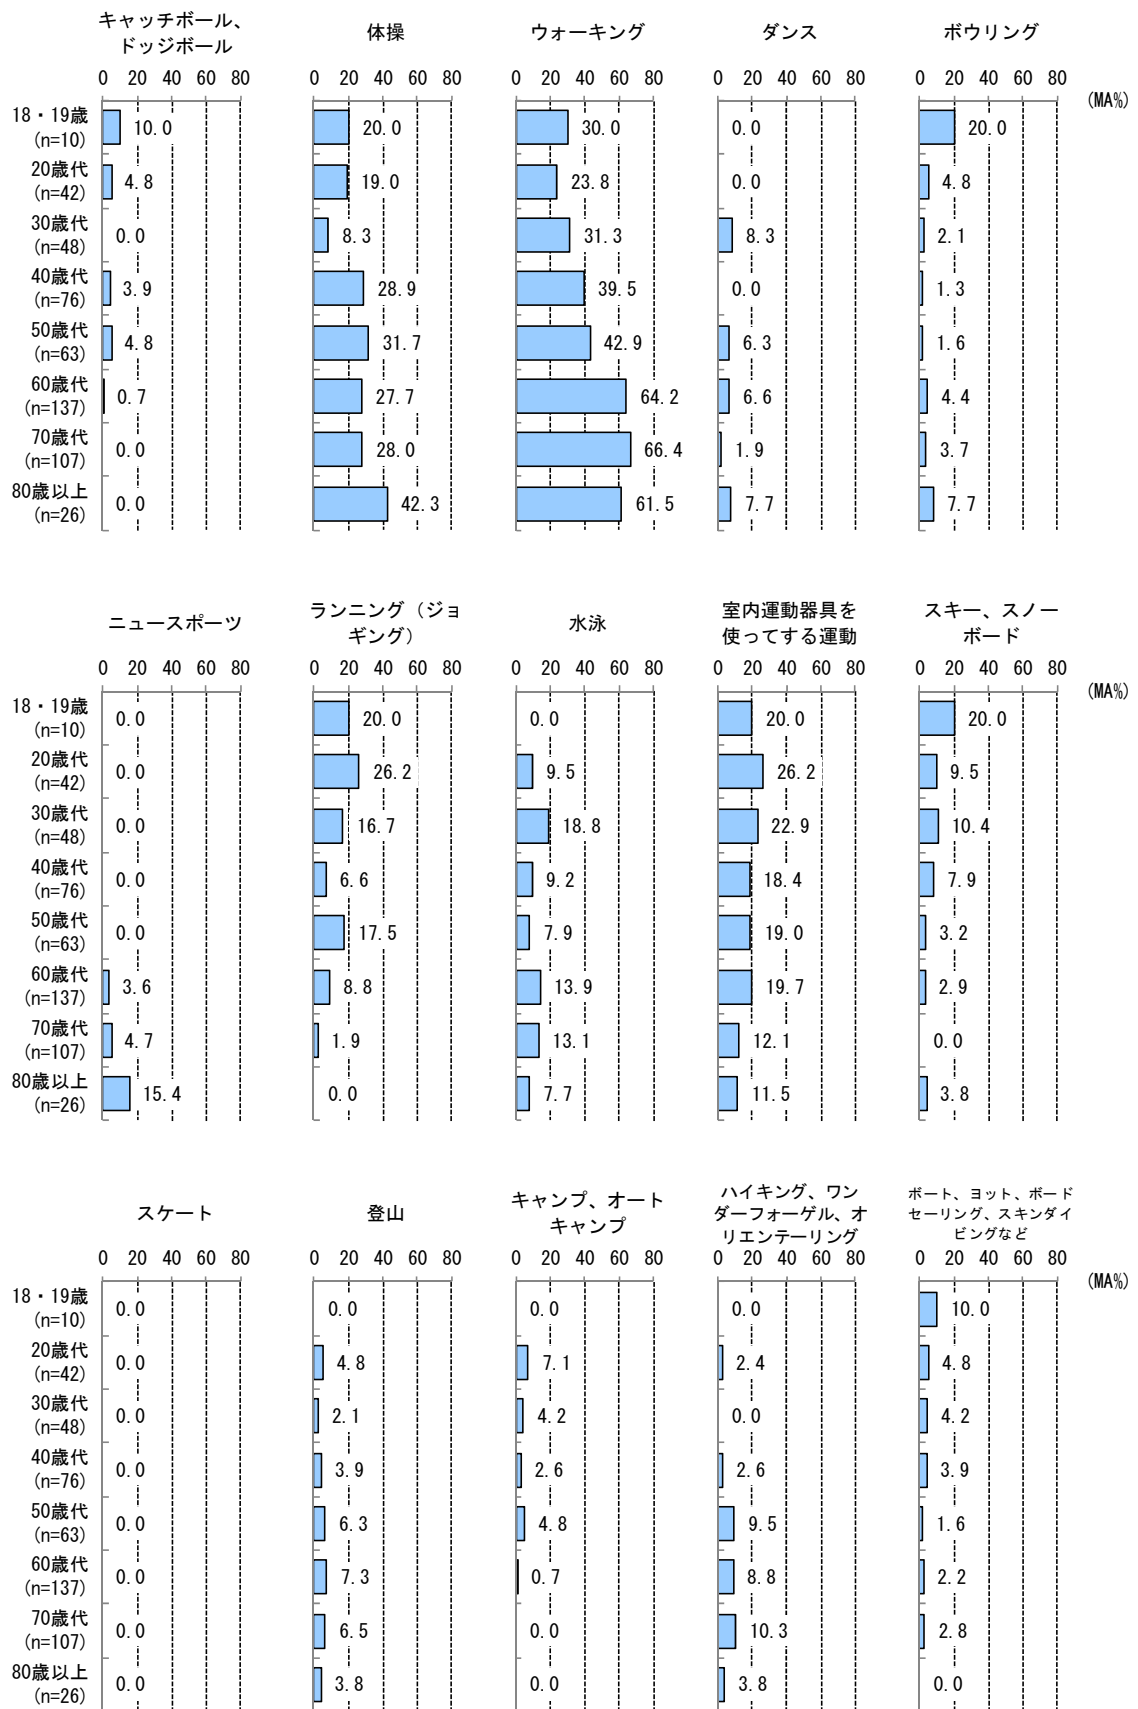 キャッチボール、
ドッジボール
体操
ウォーキング
ダンス
ボウリング
0 20 40 60 80
0 20 40 60 80
0 20 40 60 80
0 20 40 60 80
0 20 40 60 80
(MA%)
18・19歳
(n=10)
10.0
20.0
30.0
0.0
20.0
20歳代
(n=42)
4.8
19.0
23.8
0.0
4.8
30歳代
(n=48)
0.0
8.3
31.3
8.3
2.1
40歳代
(n=76)
3.9
28.9
39.5
0.0
1.3
50歳代
(n=63)
4.8
31.7
42.9
6.3
1.6
60歳代
(n=137)
0.7
27.7
64.2
6.6
4.4
70歳代
(n=107)
0.0
28.0
66.4
1.9
3.7
80歳以上
(n=26)
0.0
42.3
61.5
7.7
7.7
ニュースポーツ
ランニング（ジョ
ギング）
水泳
室内運動器具を
使ってする運動
スキー、スノー
ボード
0 20 40 60 80
0 20 40 60 80
0 20 40 60 80
0 20 40 60 80
0 20 40 60 80
(MA%)
18・19歳
(n=10)
0.0
20.0
0.0
20.0
20.0
20歳代
(n=42)
0.0
26.2
9.5
26.2
9.5
30歳代
(n=48)
0.0
16.7
18.8
22.9
10.4
40歳代
(n=76)
0.0
6.6
9.2
18.4
7.9
50歳代
(n=63)
0.0
17.5
7.9
19.0
3.2
60歳代
(n=137)
3.6
8.8
13.9
19.7
2.9
70歳代
(n=107)
4.7
1.9
13.1
12.1
0.0
80歳以上
(n=26)
15.4
0.0
7.7
11.5
3.8
スケート
登山
キャンプ、オート
キャンプ
ハイキング、ワン
ダーフォーゲル、オ
リエンテーリング
ボート、ヨット、ボード
セーリング、スキンダイ
ビングなど
0 20 40 60 80
0 20 40 60 80
0 20 40 60 80
0 20 40 60 80
0 20 40 60 80
(MA%)
18・19歳
(n=10)
0.0
0.0
0.0
0.0
10.0
20歳代
(n=42)
0.0
4.8
7.1
2.4
4.8
30歳代
(n=48)
0.0
2.1
4.2
0.0
4.2
40歳代
(n=76)
0.0
3.9
2.6
2.6
3.9
50歳代
(n=63)
0.0
6.3
4.8
9.5
1.6
60歳代
(n=137)
0.0
7.3
0.7
8.8
2.2
70歳代
(n=107)
0.0
6.5
0.0
10.3
2.8
80歳以上
(n=26)
0.0
3.8
0.0
3.8
0.0